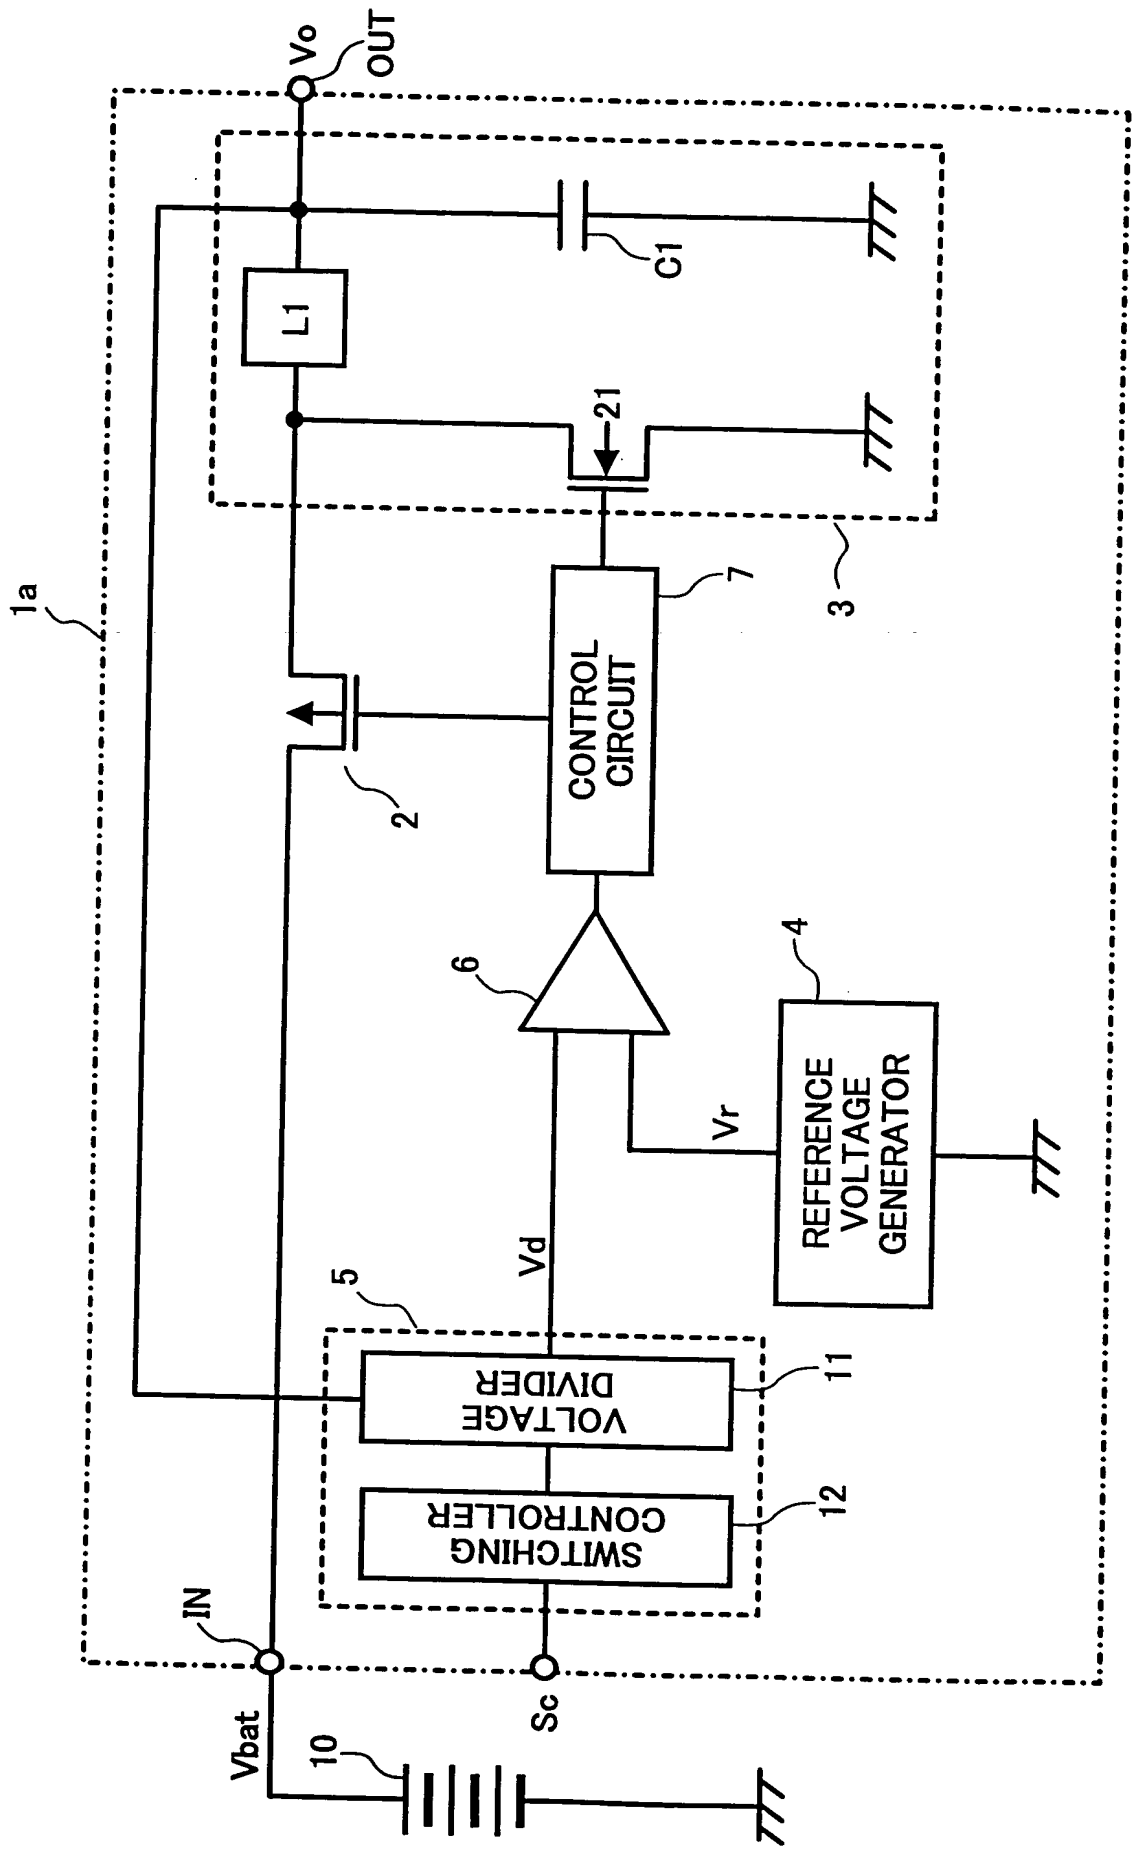 1a
Vbat
IN
10
Sc
5
SWITCHING
CONTROLLER
12
VOLTAGE
DIVIDER
11
Vd
Vr
REFERENCE
VOLTAGE
GENERATOR
4
6
CONTROL
CIRCUIT
7
2
3
21
L1
C1
Vo
OUT